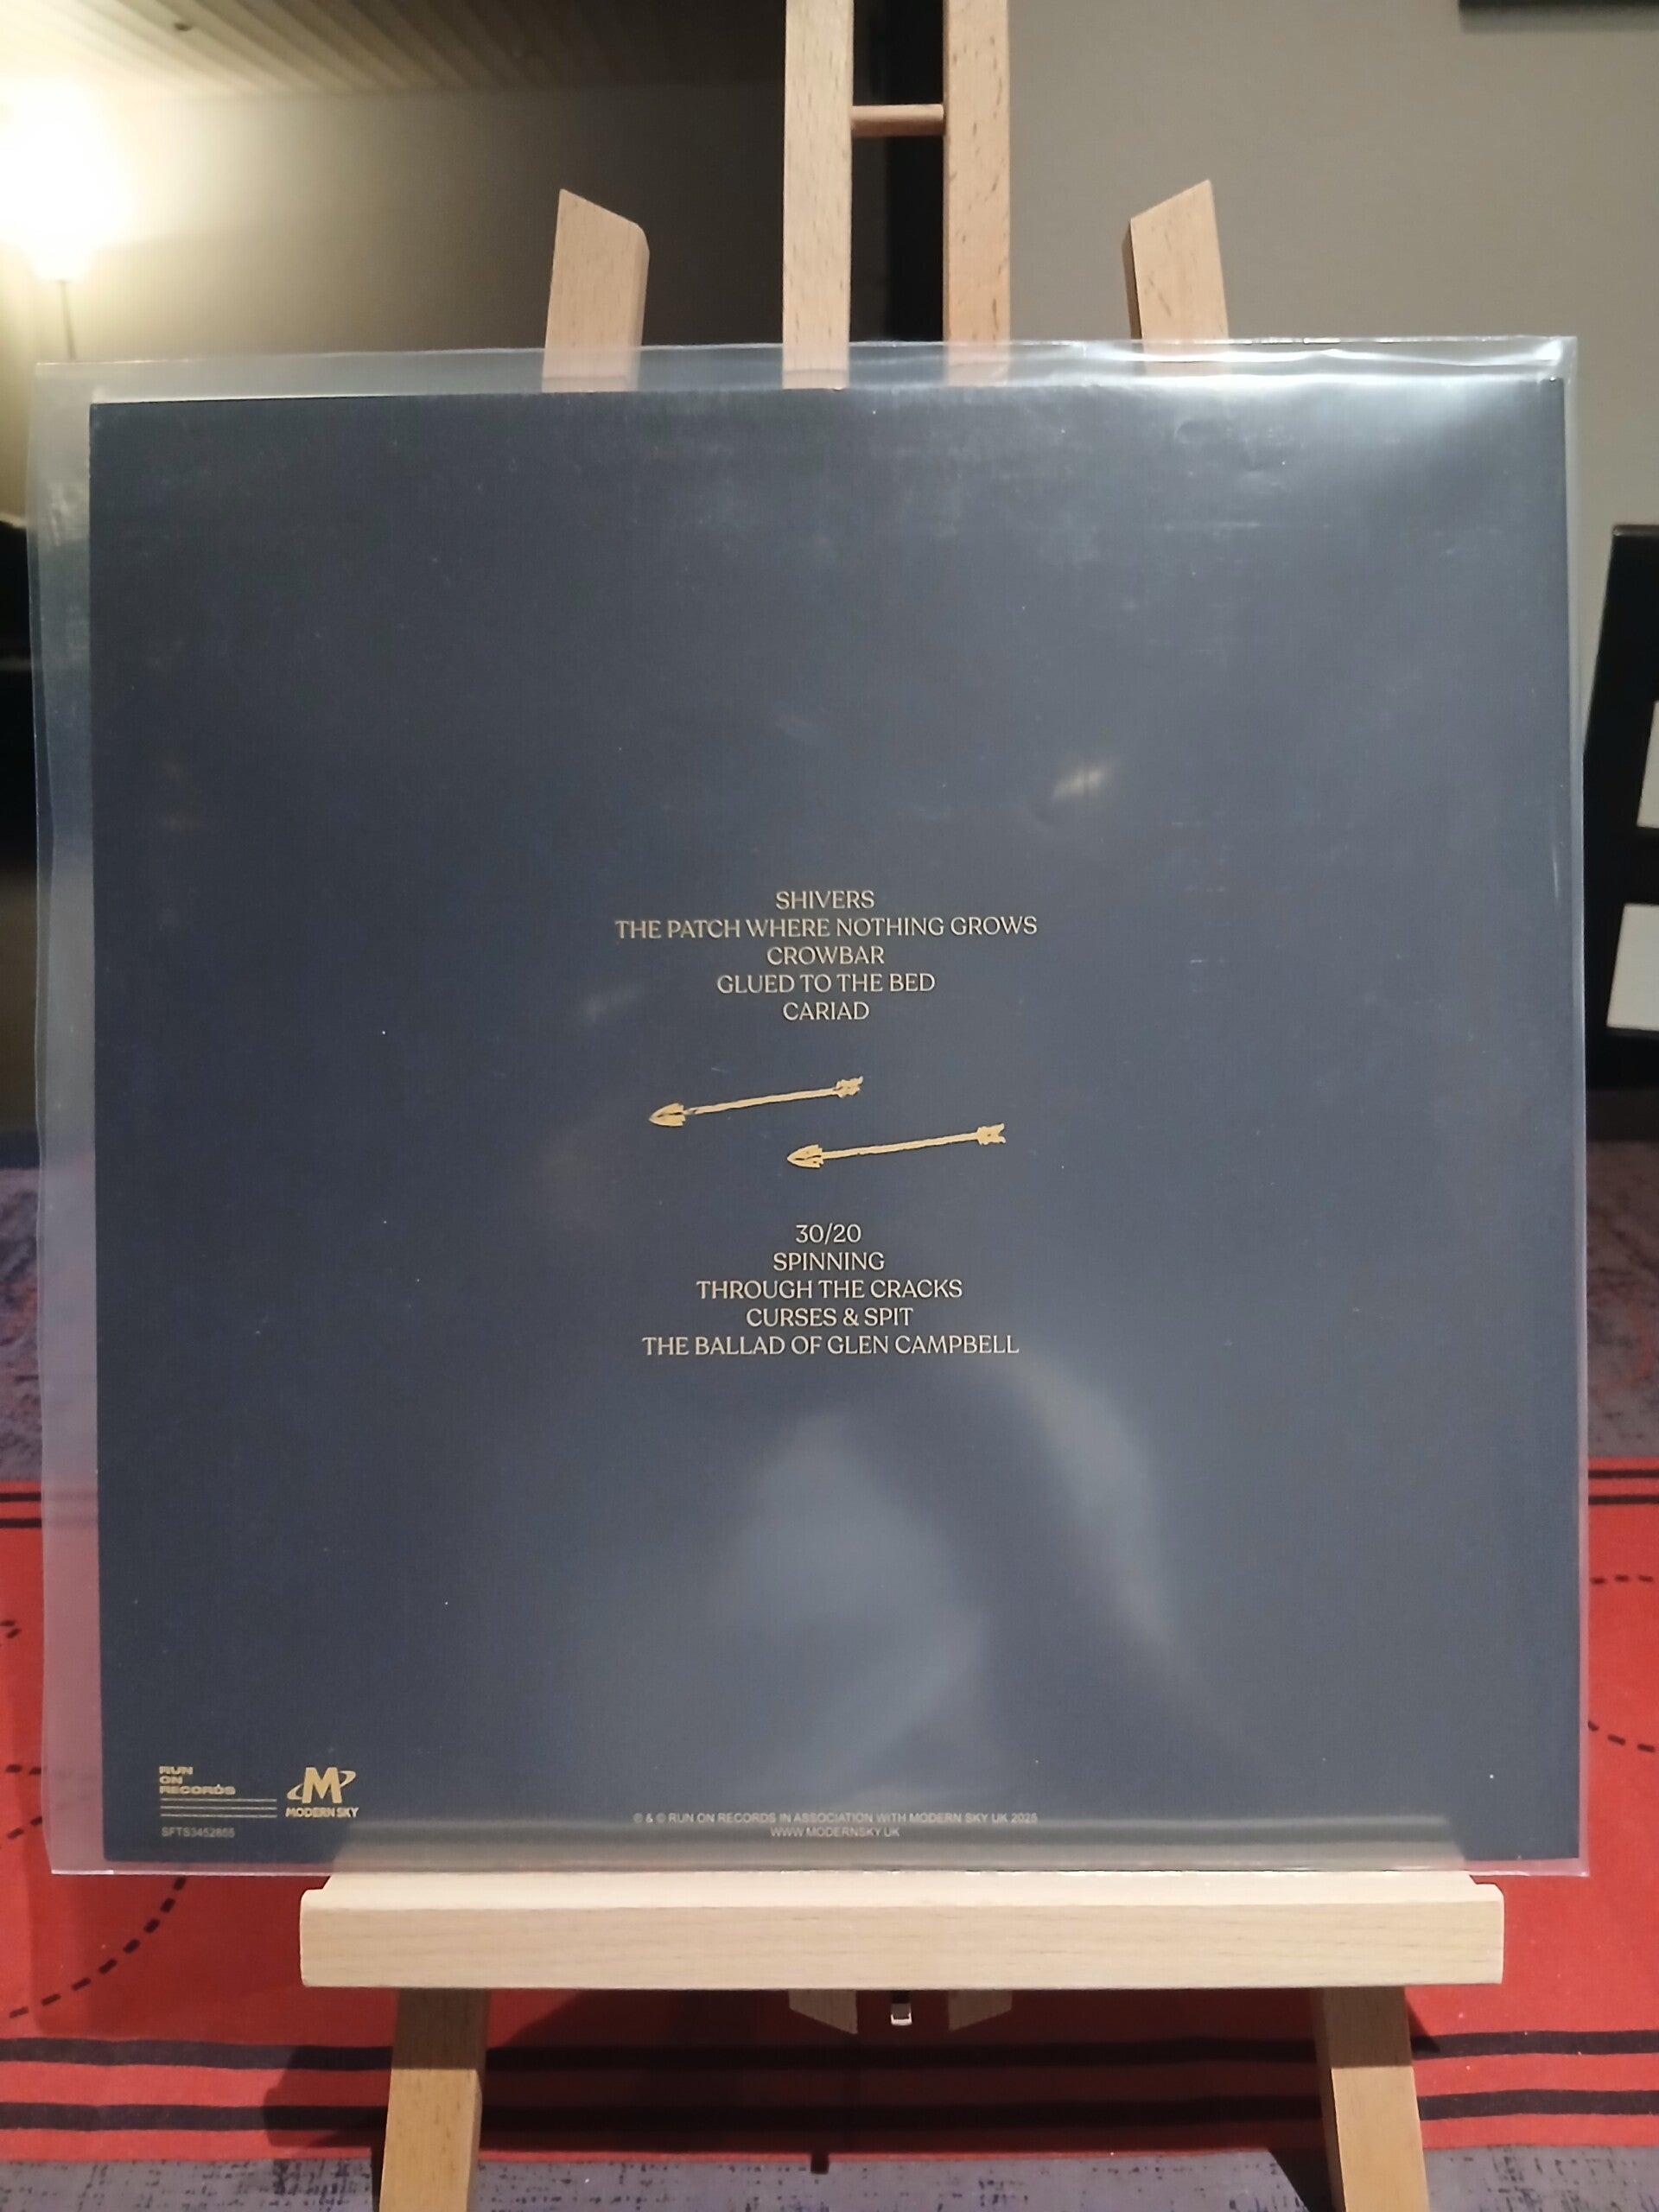 SHIVERS
THE PATCH WHERE NOTHING GROWS
CROWBAR
GLUED TO THE BED
CARIAD
30/20
SPINNING
THROUGH THE CRACKS
CURSES & SPIT
THE BALLAD OF GLEN CAMPBELL
RUN
ON
RECORDS
M
MODERN SKY
SFTS3452855
℗ & © RUN ON RECORDS IN ASSOCIATION WITH MODERN SKY UK 2025
WWW.MODERNSKY.UK